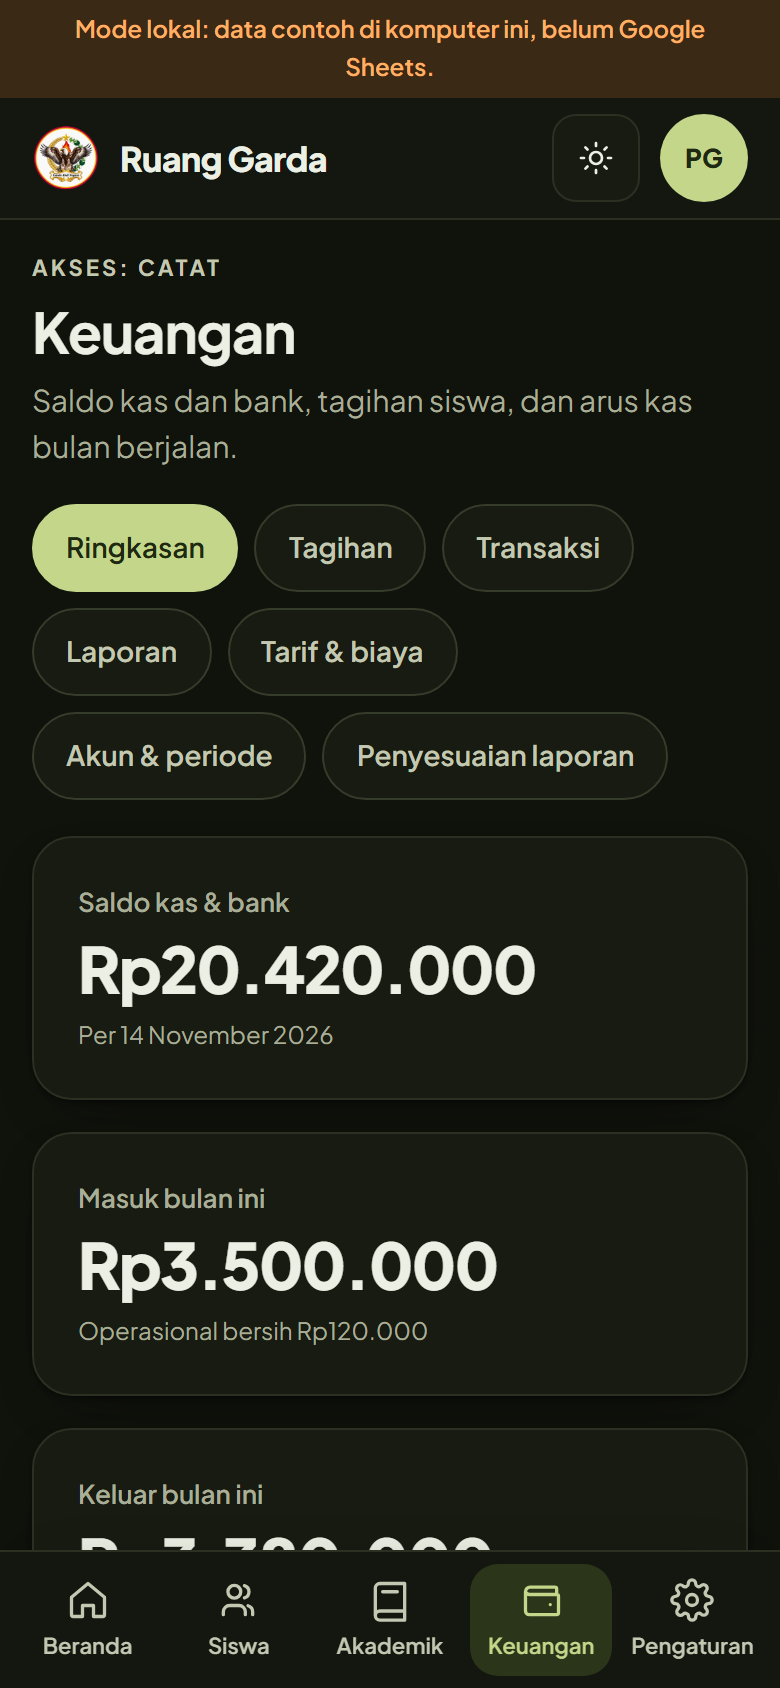 Mode lokal: data contoh di komputer ini, belum Google
Sheets.
Ruang Garda
PG
AKSES: CATAT
Keuangan
Saldo kas dan bank, tagihan siswa, dan arus kas
bulan berjalan.
Ringkasan
Tagihan
Transaksi
Laporan
Tarif & biaya
Akun & periode
Penyesuaian laporan
Saldo kas & bank
Rp20.420.000
Per 14 November 2026
Masuk bulan ini
Rp3.500.000
Operasional bersih Rp120.000
Keluar bulan ini
Beranda
Siswa
Akademik
Keuangan
Pengaturan